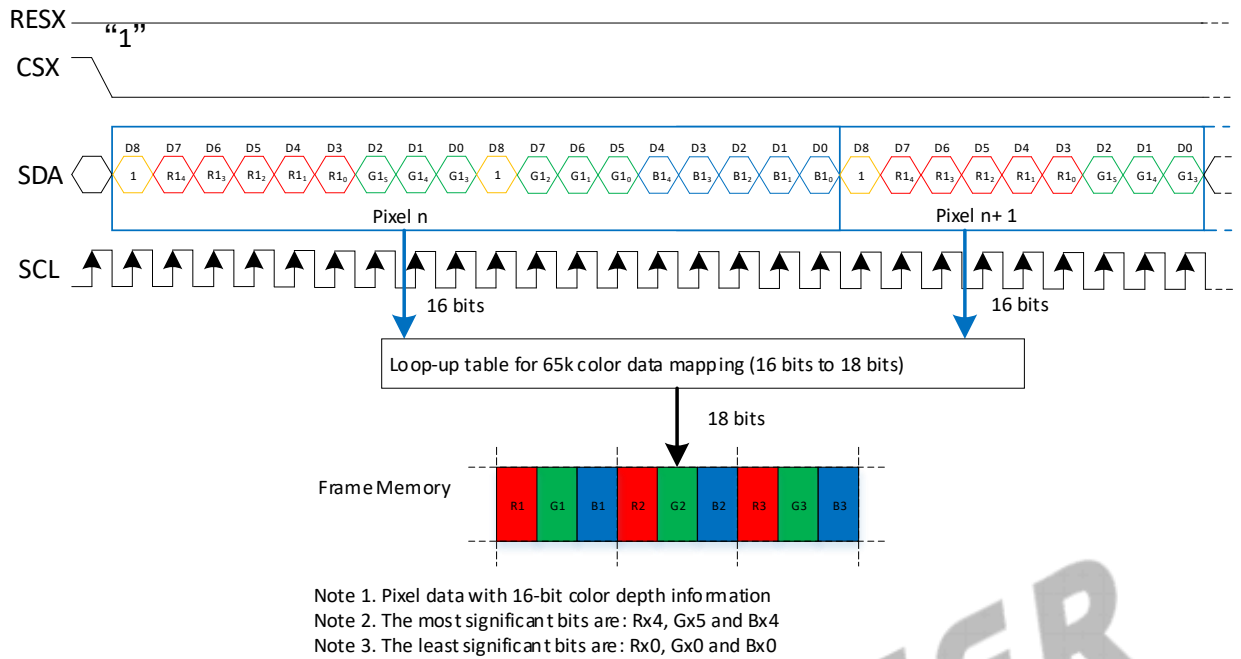 RESX
“1”
CSX
D8 D7 D6 D5 D4 D3 D2 D1 D0 D8 D7 D6 D5 D4 D3 D2 D1 D0 D8 D7 D6 D5 D4 D3 D2 D1 D0
SDA 1 R1₄ R1₃ R1₂ R1₁ R1₀ G1₅ G1₄ G1₃ 1 G1₂ G1₁ G1₀ B1₄ B1₃ B1₂ B1₁ B1₀ 1 R1₄ R1₃ R1₂ R1₁ R1₀ G1₅ G1₄ G1₃
Pixel n Pixel n+ 1
SCL
16 bits 16 bits
Loop-up table for 65k color data mapping (16 bits to 18 bits)
18 bits
Frame Memory R1 G1 B1 R2 G2 B2 R3 G3 B3
Note 1. Pixel data with 16-bit color depth information
Note 2. The most significant bits are: Rx4, Gx5 and Bx4
Note 3. The least significant bits are: Rx0, Gx0 and Bx0